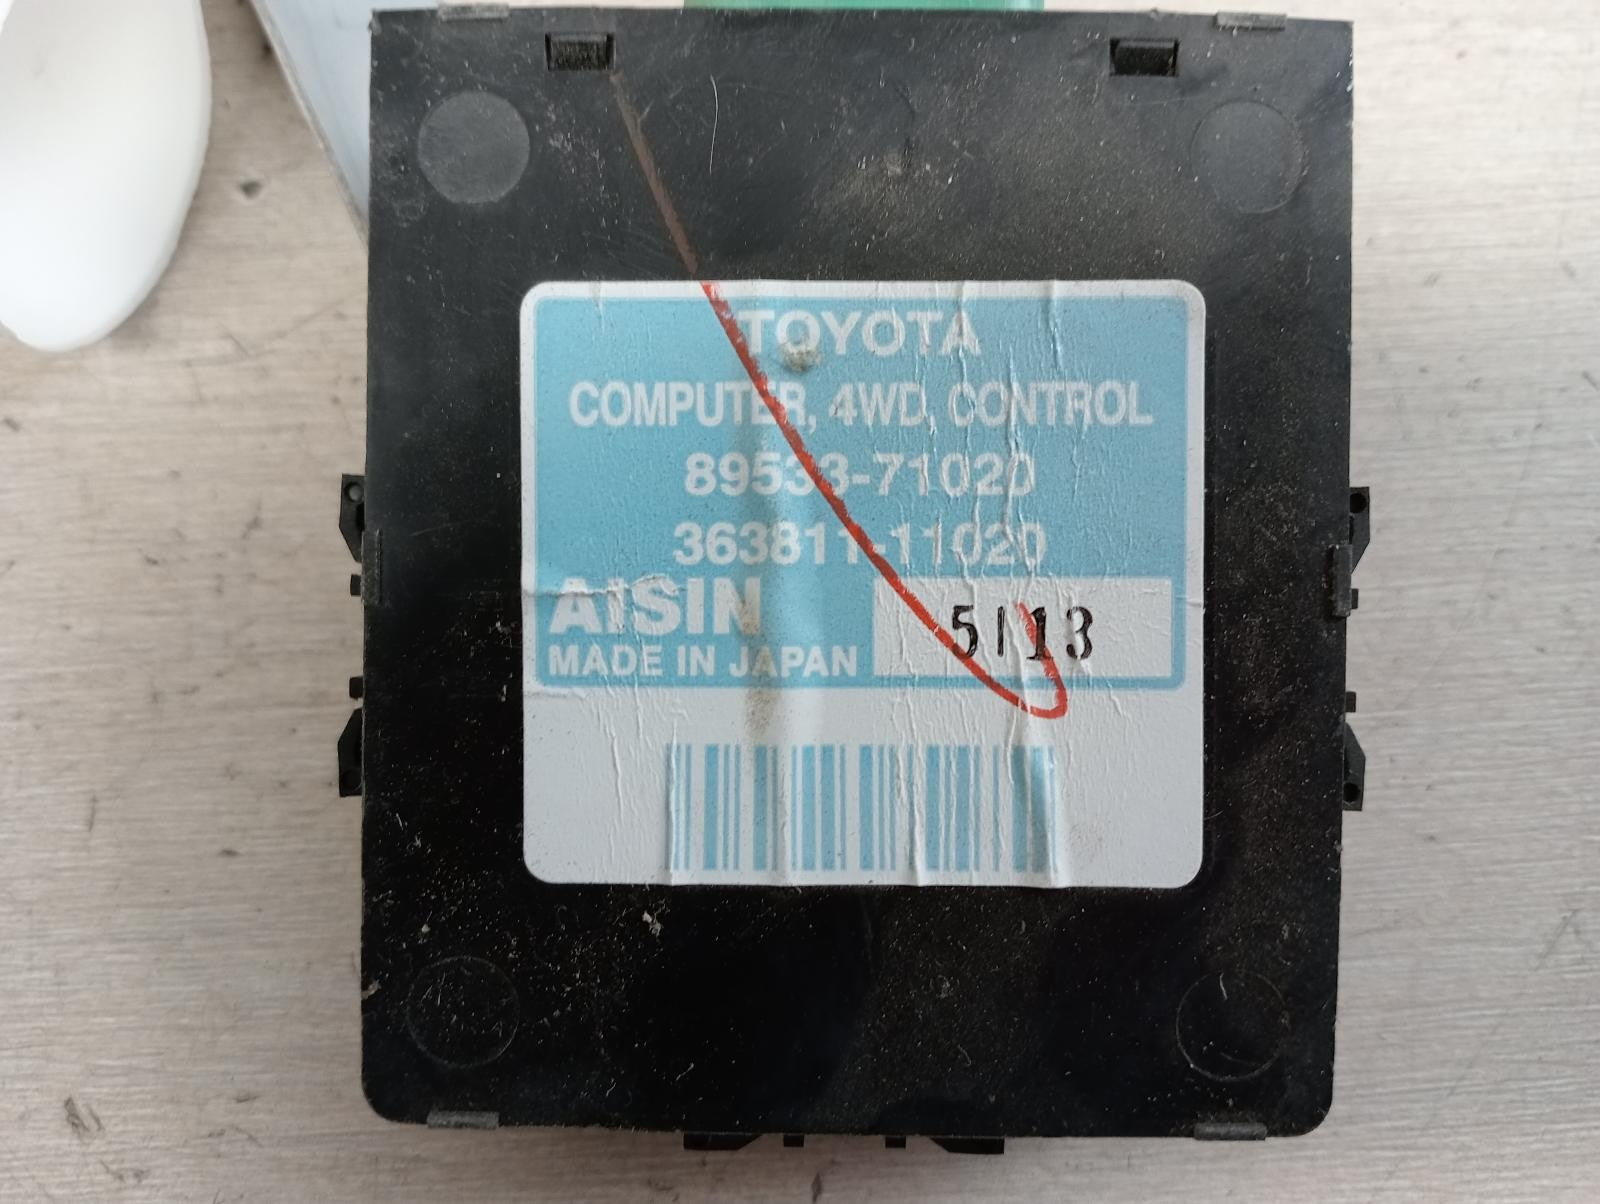 TOYOTA
COMPUTER, 4WD, CONTROL
89533-71020
363811-11020
AISIN
MADE IN JAPAN
5113